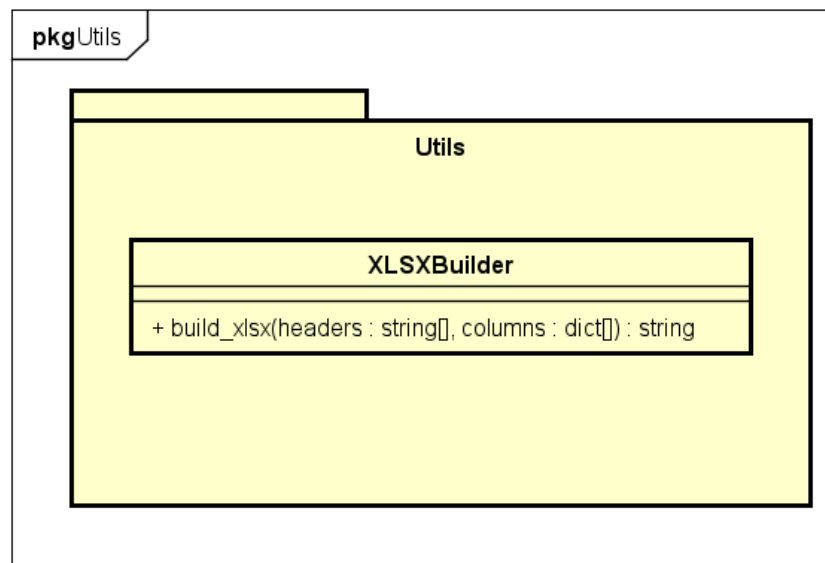 pkgUtils
Utils
XLSXBuilder
+ build_xlsx(headers : string[], columns : dict[]) : string